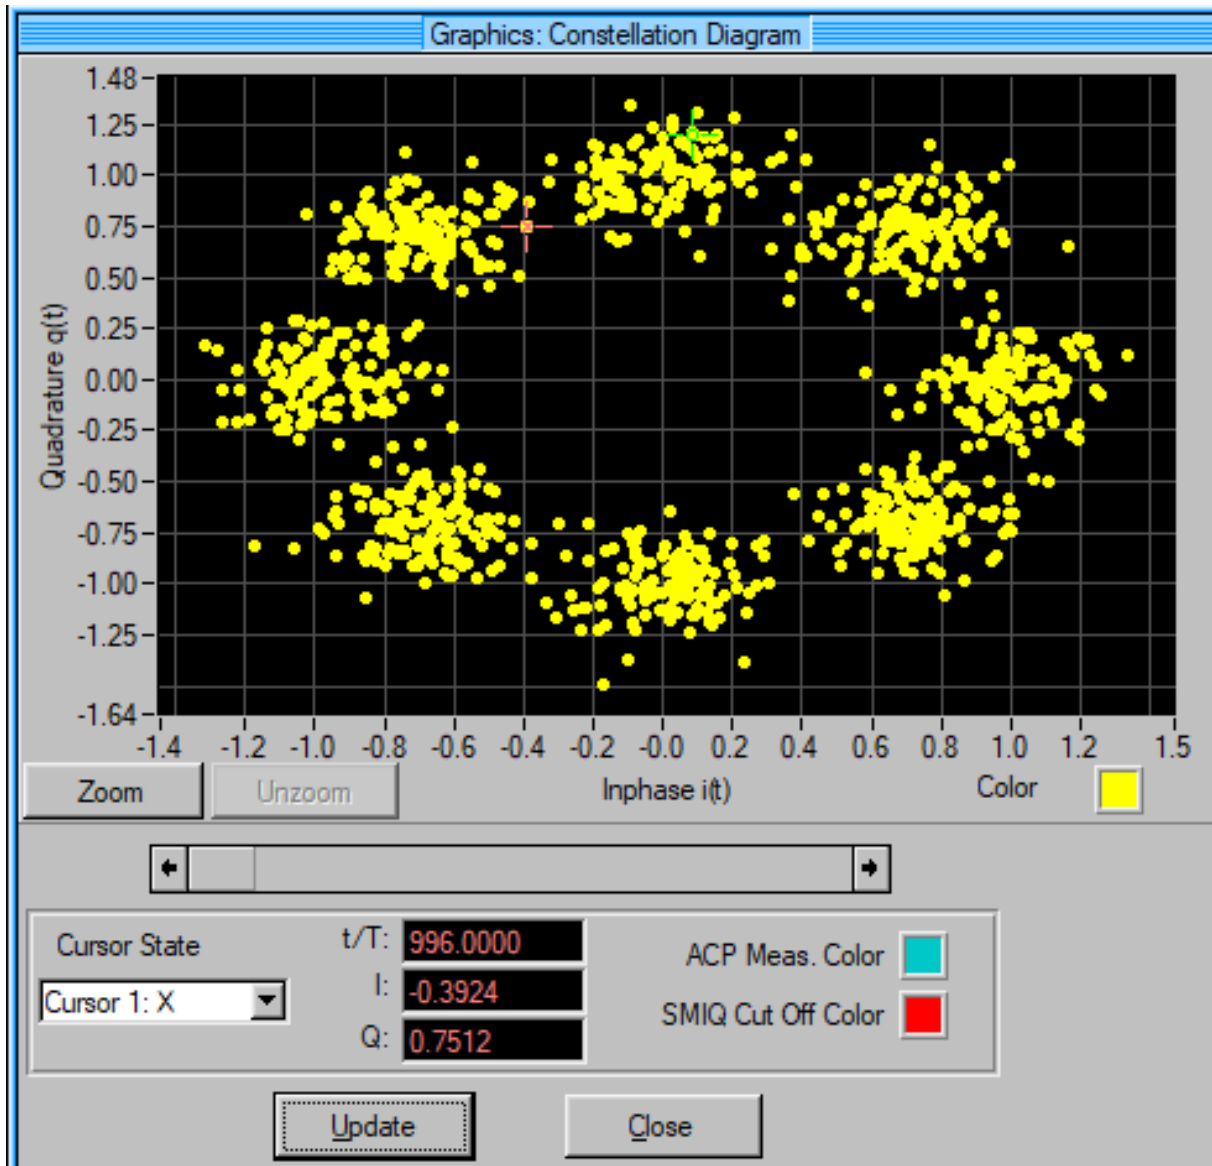 Graphics: Constellation Diagram
1.48
1.25
1.00
0.75
0.50
0.25
0.00
-0.25
-0.50
-0.75
-1.00
-1.25
-1.64
Quadrature q(t)
-1.4 -1.2 -1.0 -0.8 -0.6 -0.4 -0.2 -0.0 0.2 0.4 0.6 0.8 1.0 1.2 1.5
Zoom Unzoom Inphase i(t) Color
Cursor State t/T: 996.0000 ACP Meas. Color
Cursor 1: X I: -0.3924 SMIQ Cut Off Color
Q: 0.7512
Update Close